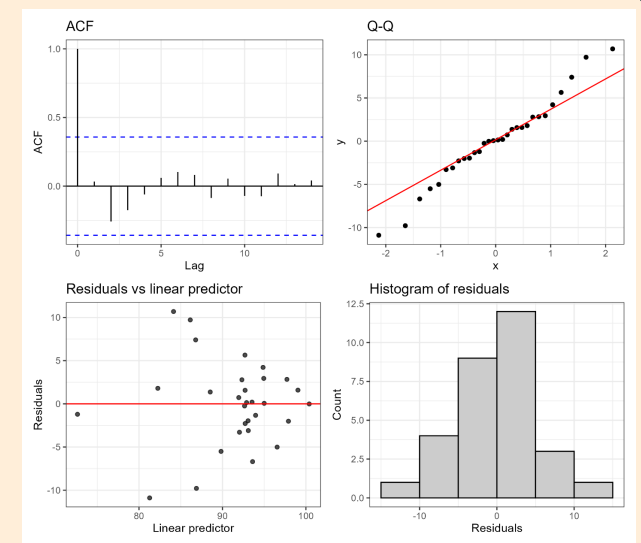 ACF
1.0
0.5
0.0
ACF
0 5 10
Lag
Q-Q
10
5
0
-5
-10
y
-2 -1 0 1 2
x
Residuals vs linear predictor
10
5
0
-5
-10
Residuals
80 90 100
Linear predictor
Histogram of residuals
12.5
10.0
7.5
5.0
2.5
0.0
Count
-10 0 10
Residuals